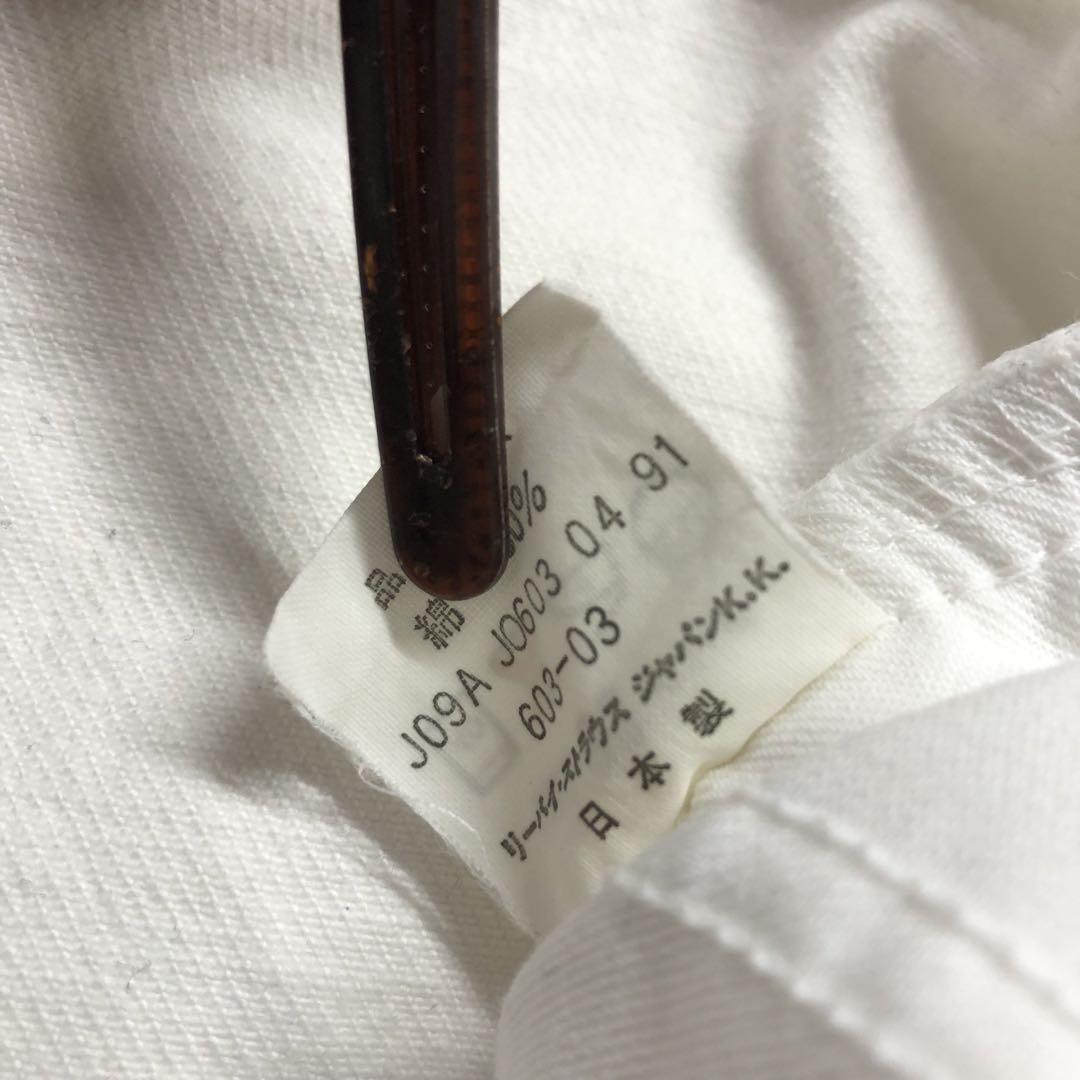 品
綿 0%
J09A J0603 04 91
603-03
リーバイ・ストラウス ジャパンK.K.
日本製